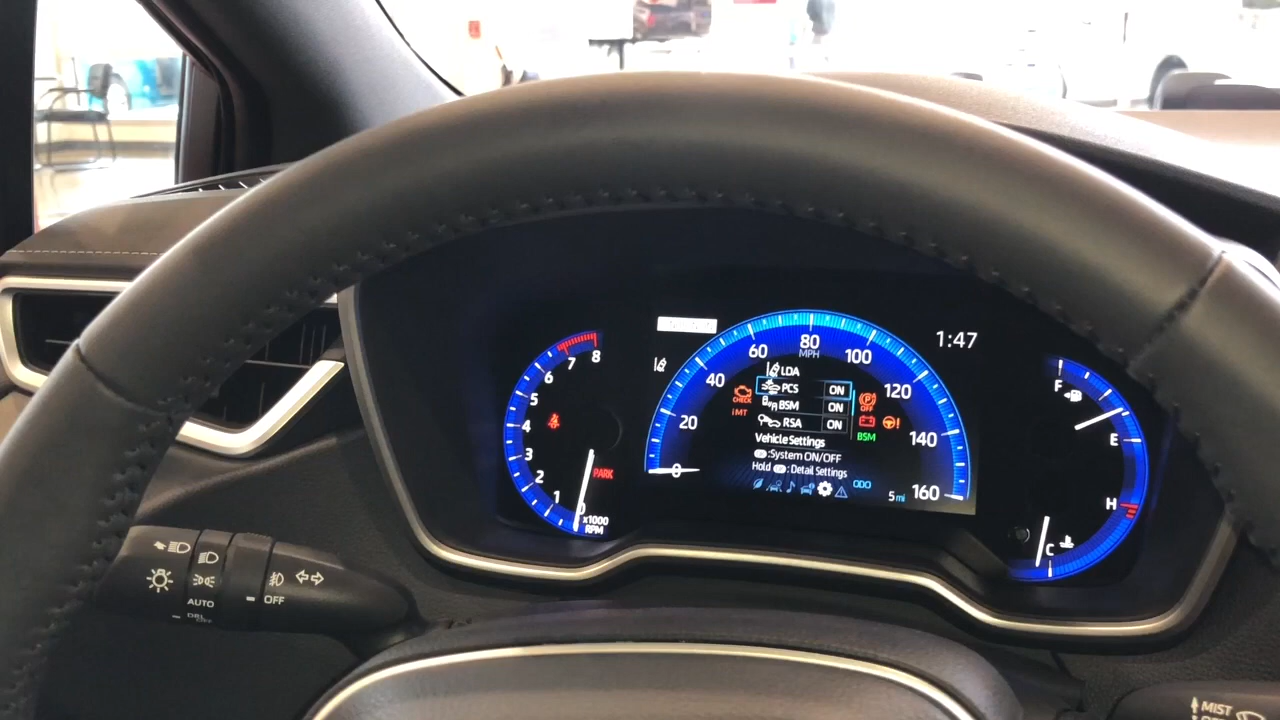 1:47
8
7
6
5
4
3
2
1
0
x1000
RPM
PARK
0
20
40
60
80
100
120
140
160
MPH
LDA
PCS ON
BSM ON
RSA ON
Vehicle Settings
:System ON/OFF
Hold : Detail Settings
CHECK
iMT
P
OFF
BSM
ODO
5 mi
F
E
H
C
AUTO
OFF
MIST